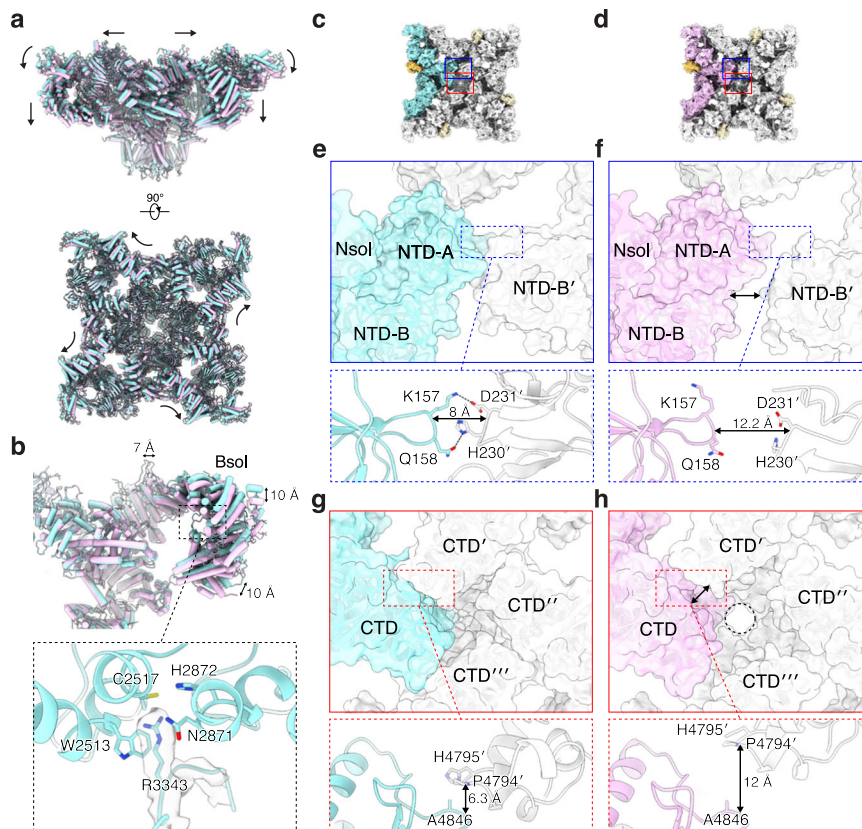 a
90°
b
7 Å
Bsol
10 Å
10 Å
C2517
H2872
W2513
N2871
R3343
c
d
e
Nsol
NTD-A
NTD-B
NTD-B′
K157
D231′
8 Å
Q158
H230′
f
Nsol
NTD-A
NTD-B
NTD-B′
K157
D231′
12.2 Å
Q158
H230′
g
CTD′
CTD
CTD′′
CTD′′′
H4795′
P4794′
6.3 Å
A4846
h
CTD′
CTD
CTD′′
CTD′′′
H4795′
P4794′
12 Å
A4846